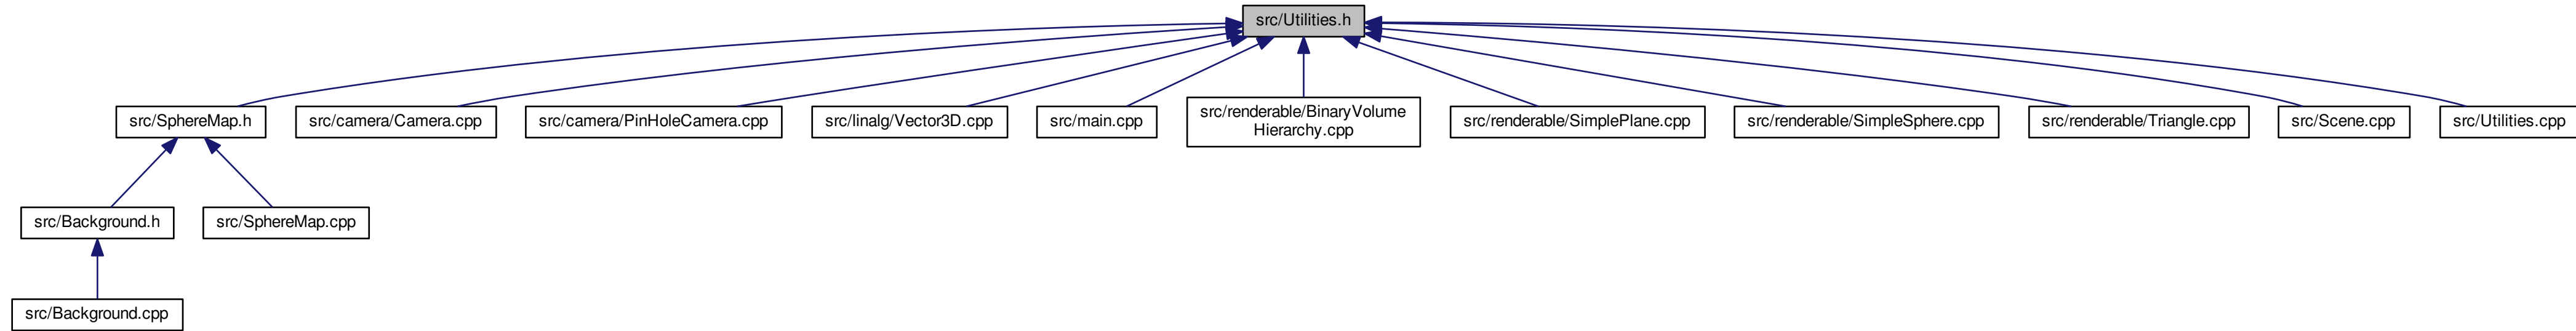 src/Utilities.h
src/SphereMap.h
src/camera/Camera.cpp
src/camera/PinHoleCamera.cpp
src/linalg/Vector3D.cpp
src/main.cpp
src/renderable/BinaryVolume
Hierarchy.cpp
src/renderable/SimplePlane.cpp
src/renderable/SimpleSphere.cpp
src/renderable/Triangle.cpp
src/Scene.cpp
src/Utilities.cpp
src/Background.h
src/SphereMap.cpp
src/Background.cpp